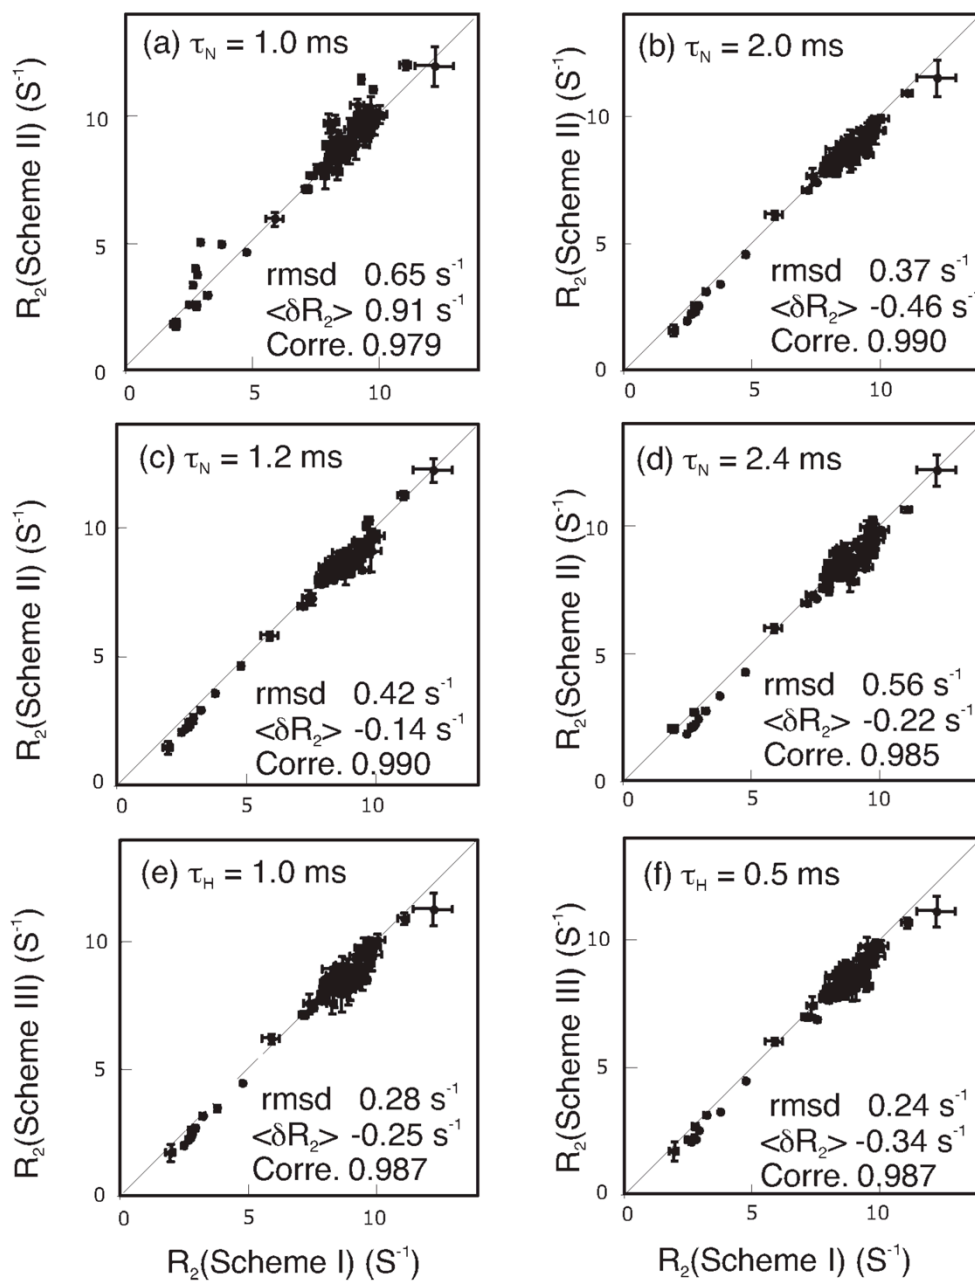 (a) τN = 1.0 ms
R2(Scheme II) (S-1)
10
5
0
rmsd 0.65 s-1
<δR2> 0.91 s-1
Corre. 0.979
0 5 10
(b) τN = 2.0 ms
R2(Scheme II) (S-1)
10
5
0
rmsd 0.37 s-1
<δR2> -0.46 s-1
Corre. 0.990
0 5 10
(c) τN = 1.2 ms
R2(Scheme II) (S-1)
10
5
0
rmsd 0.42 s-1
<δR2> -0.14 s-1
Corre. 0.990
0 5 10
(d) τN = 2.4 ms
R2(Scheme II) (S-1)
10
5
0
rmsd 0.56 s-1
<δR2> -0.22 s-1
Corre. 0.985
0 5 10
(e) τH = 1.0 ms
R2(Scheme III) (S-1)
10
5
0
rmsd 0.28 s-1
<δR2> -0.25 s-1
Corre. 0.987
0 5 10
R2(Scheme I) (S-1)
(f) τH = 0.5 ms
R2(Scheme III) (S-1)
10
5
0
rmsd 0.24 s-1
<δR2> -0.34 s-1
Corre. 0.987
0 5 10
R2(Scheme I) (S-1)